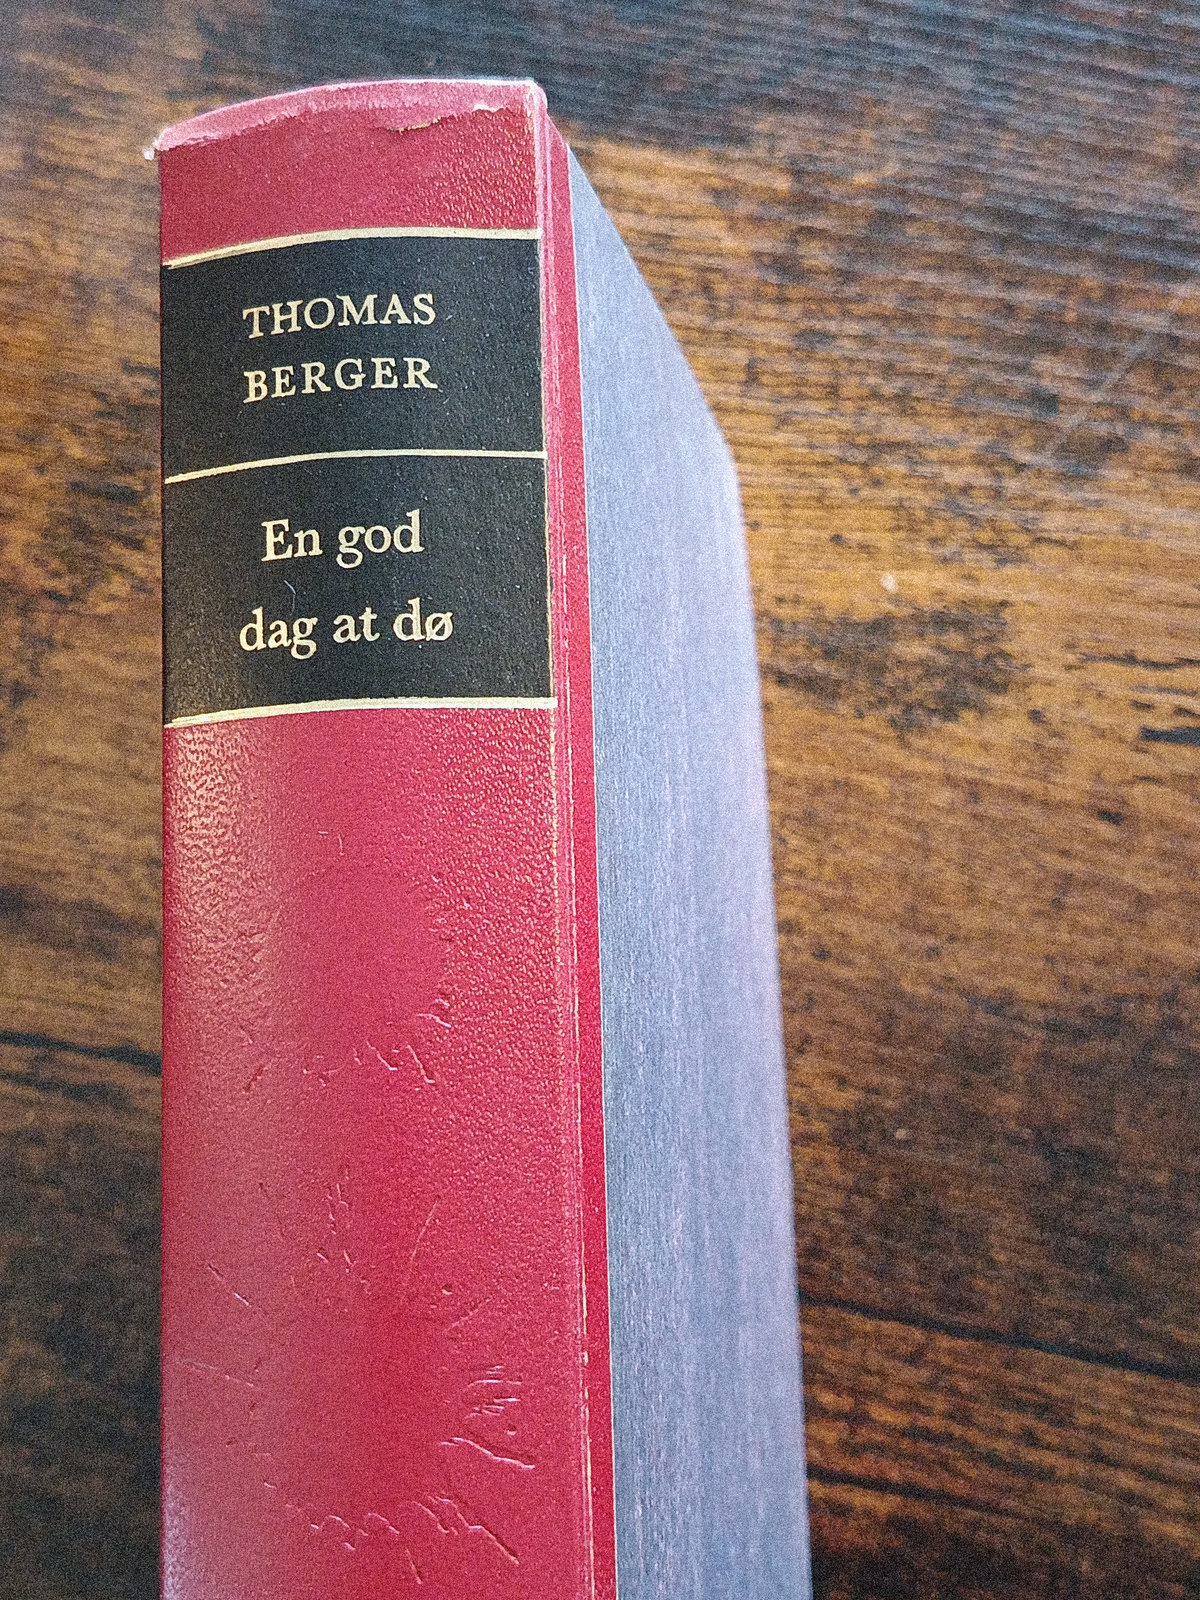 THOMAS
BERGER
En god
dag at dø